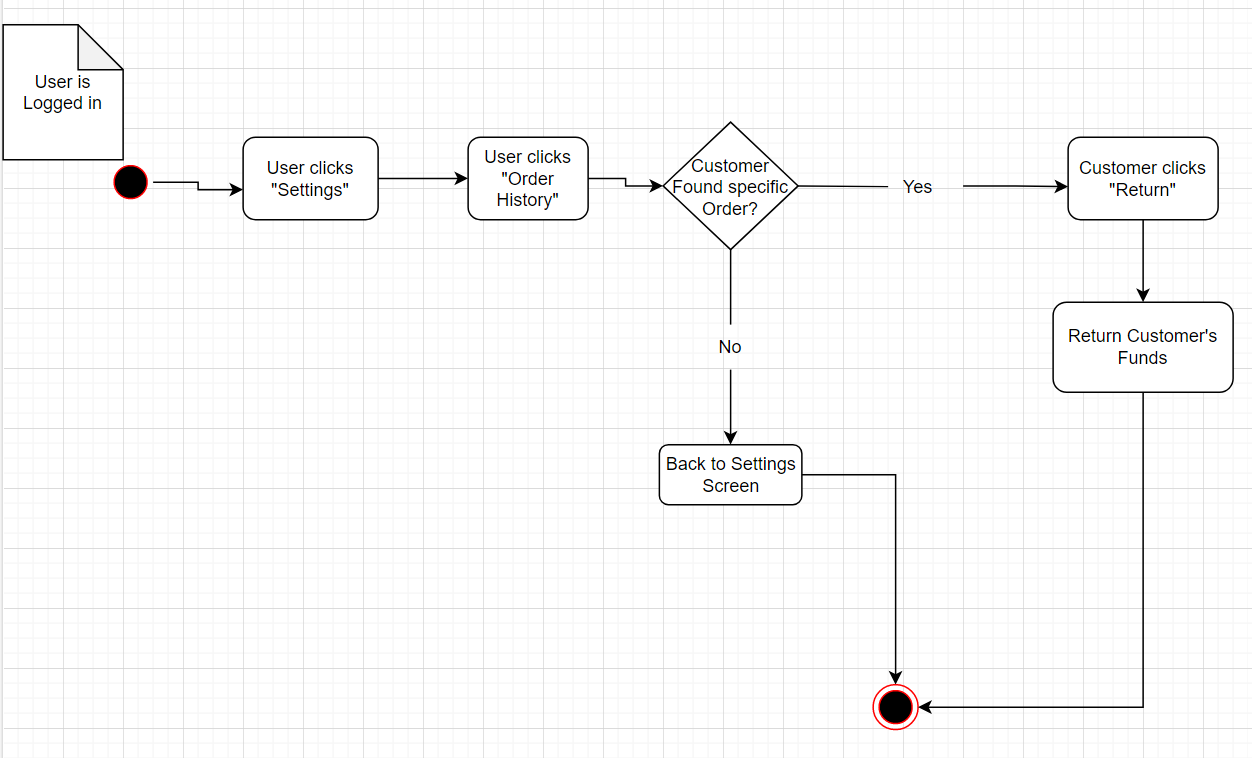 User is
Logged in
User clicks
"Settings"
User clicks
"Order
History"
Customer
Found specific
Order?
Yes
Customer clicks
"Return"
Return Customer's
Funds
No
Back to Settings
Screen